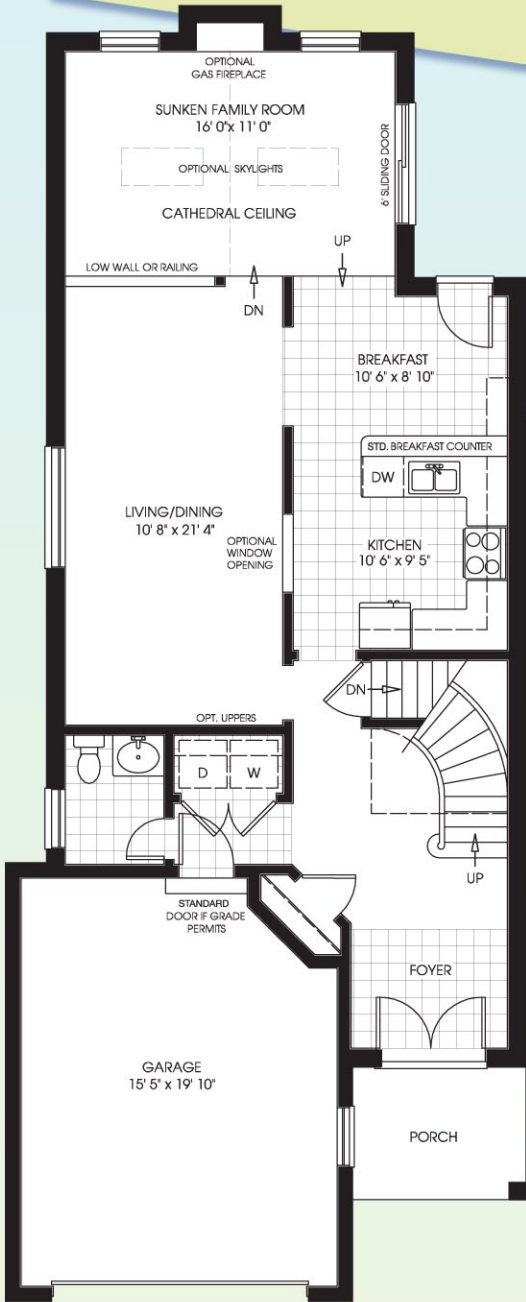 OPTIONAL
GAS FIREPLACE
SUNKEN FAMILY ROOM
16' 0"x 11' 0"
OPTIONAL SKYLIGHTS
CATHEDRAL CEILING
6' SLIDING DOOR
LOW WALL OR RAILING
DN
UP
BREAKFAST
10' 6" x 8' 10"
STD. BREAKFAST COUNTER
DW
LIVING/DINING
10' 8" x 21' 4"
OPTIONAL
WINDOW
OPENING
KITCHEN
10' 6" x 9' 5"
DN
OPT. UPPERS
D
W
UP
STANDARD
DOOR IF GRADE
PERMITS
FOYER
GARAGE
15' 5" x 19' 10"
PORCH